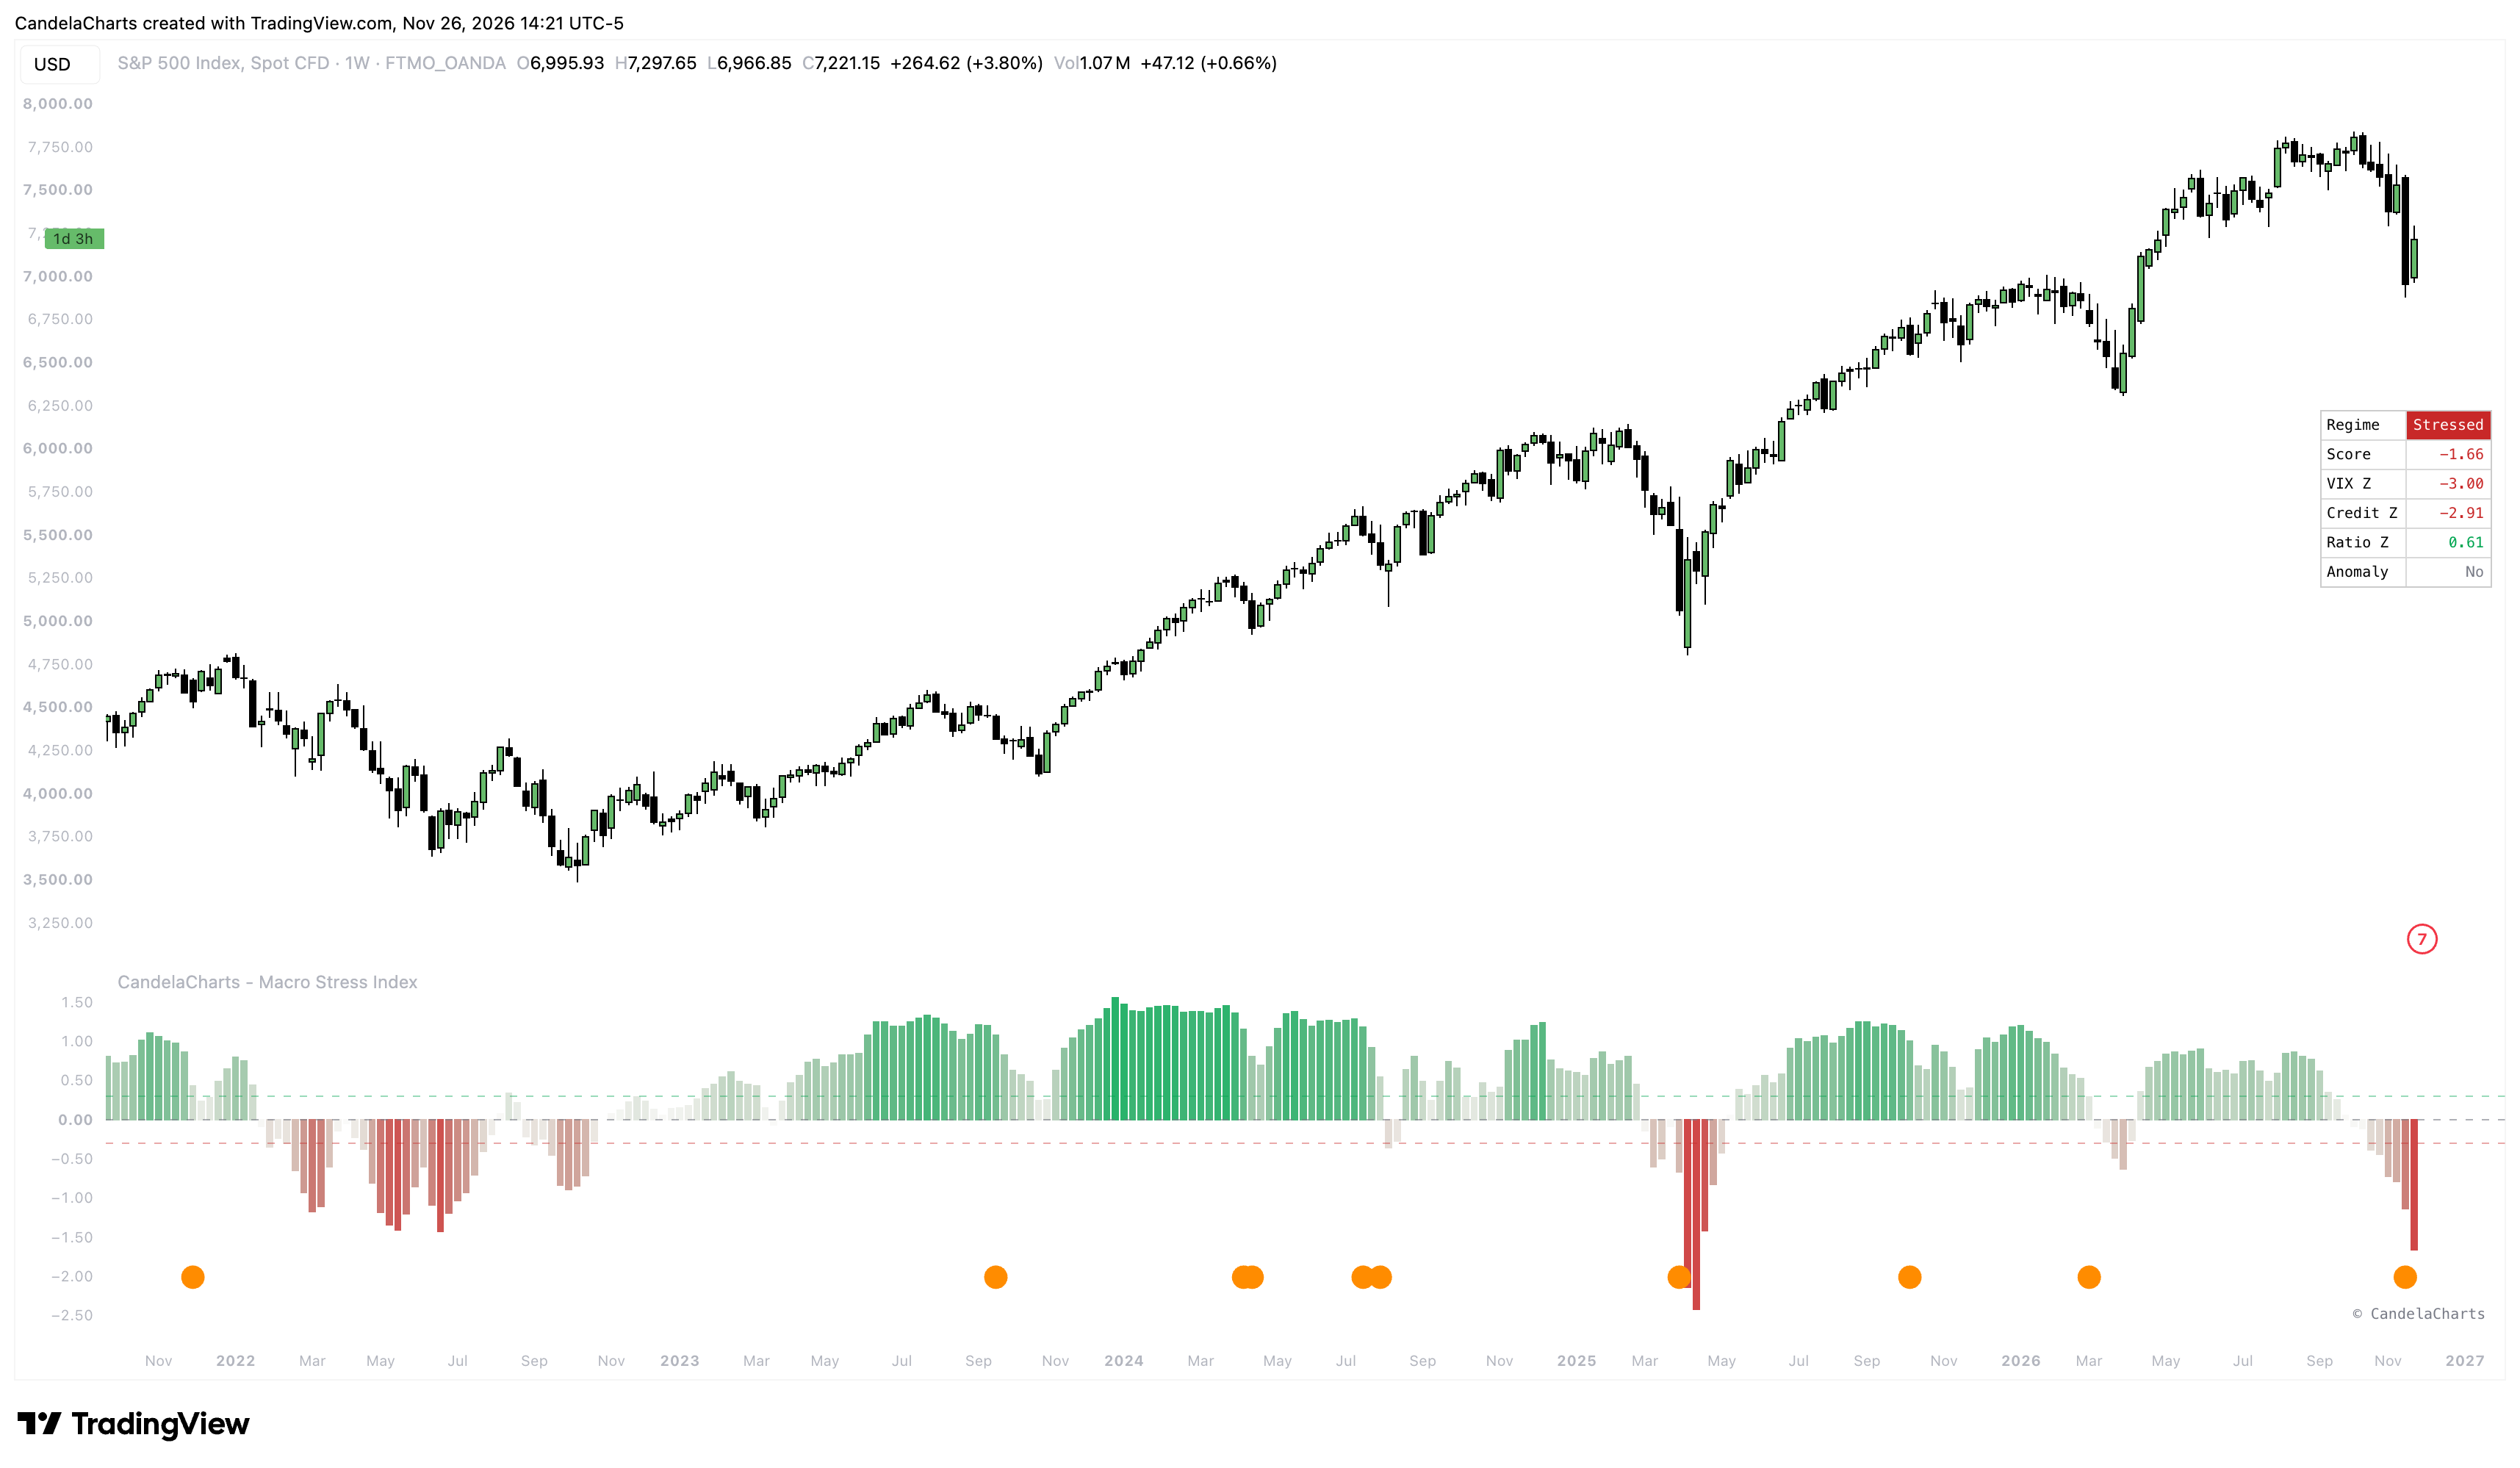 CandelaCharts created with TradingView.com, Nov 26, 2026 14:21 UTC-5
USD
S&P 500 Index, Spot CFD · 1W · FTMO_OANDA O6,995.93 H7,297.65 L6,966.85 C7,221.15 +264.62 (+3.80%) Vol1.07 M +47.12 (+0.66%)
8,000.00
7,750.00
7,500.00
1d 3h
7,000.00
6,750.00
6,500.00
6,250.00
6,000.00
5,750.00
5,500.00
5,250.00
5,000.00
4,750.00
4,500.00
4,250.00
4,000.00
3,750.00
3,500.00
3,250.00
Regime Stressed
Score −1.66
VIX Z −3.00
Credit Z −2.91
Ratio Z 0.61
Anomaly No
7
CandelaCharts - Macro Stress Index
1.50
1.00
0.50
0.00
−0.50
−1.00
−1.50
−2.00
−2.50
© CandelaCharts
Nov 2022 Mar May Jul Sep Nov 2023 Mar May Jul Sep Nov 2024 Mar May Jul Sep Nov 2025 Mar May Jul Sep Nov 2026 Mar May Jul Sep Nov 2027
TradingView